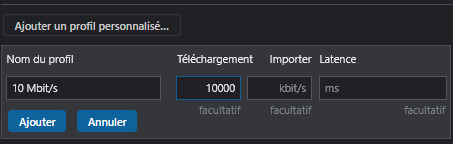 Ajouter un profil personnalisé...
Nom du profil Téléchargement Importer Latence
10 Mbit/s 10000 kbit/s ms
facultatif facultatif facultatif
Ajouter Annuler